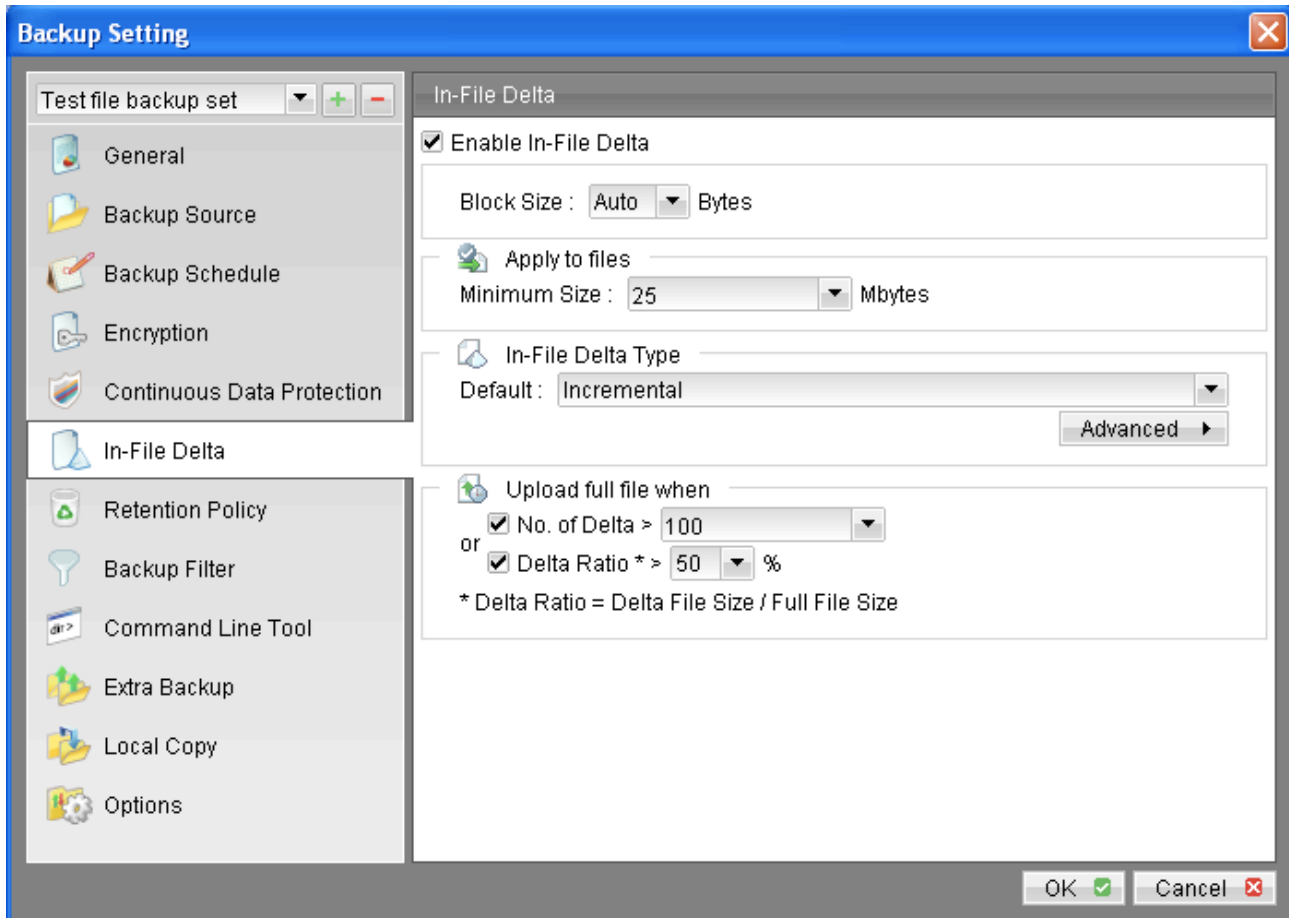 Backup Setting
Test file backup set
General
Backup Source
Backup Schedule
Encryption
Continuous Data Protection
In-File Delta
Retention Policy
Backup Filter
dir>
Command Line Tool
Extra Backup
Local Copy
Options
In-File Delta
Enable In-File Delta
Block Size : Auto Bytes
Apply to files
Minimum Size : 25 Mbytes
In-File Delta Type
Default : Incremental
Advanced
Upload full file when
No. of Delta > 100
or
Delta Ratio * > 50 %
* Delta Ratio = Delta File Size / Full File Size
OK Cancel